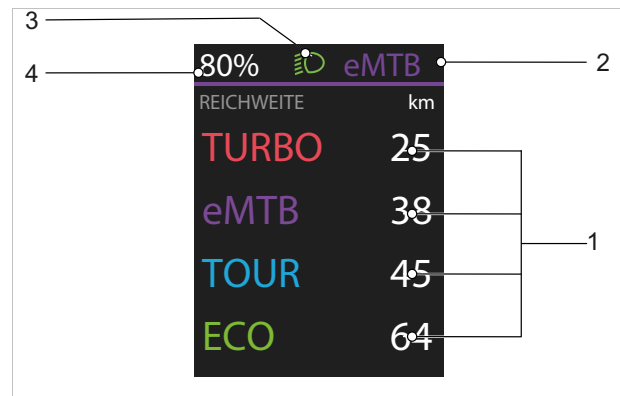 3
4
80% eMTB
2
REICHWEITE km
TURBO 25
eMTB 38
1
TOUR 45
ECO 64